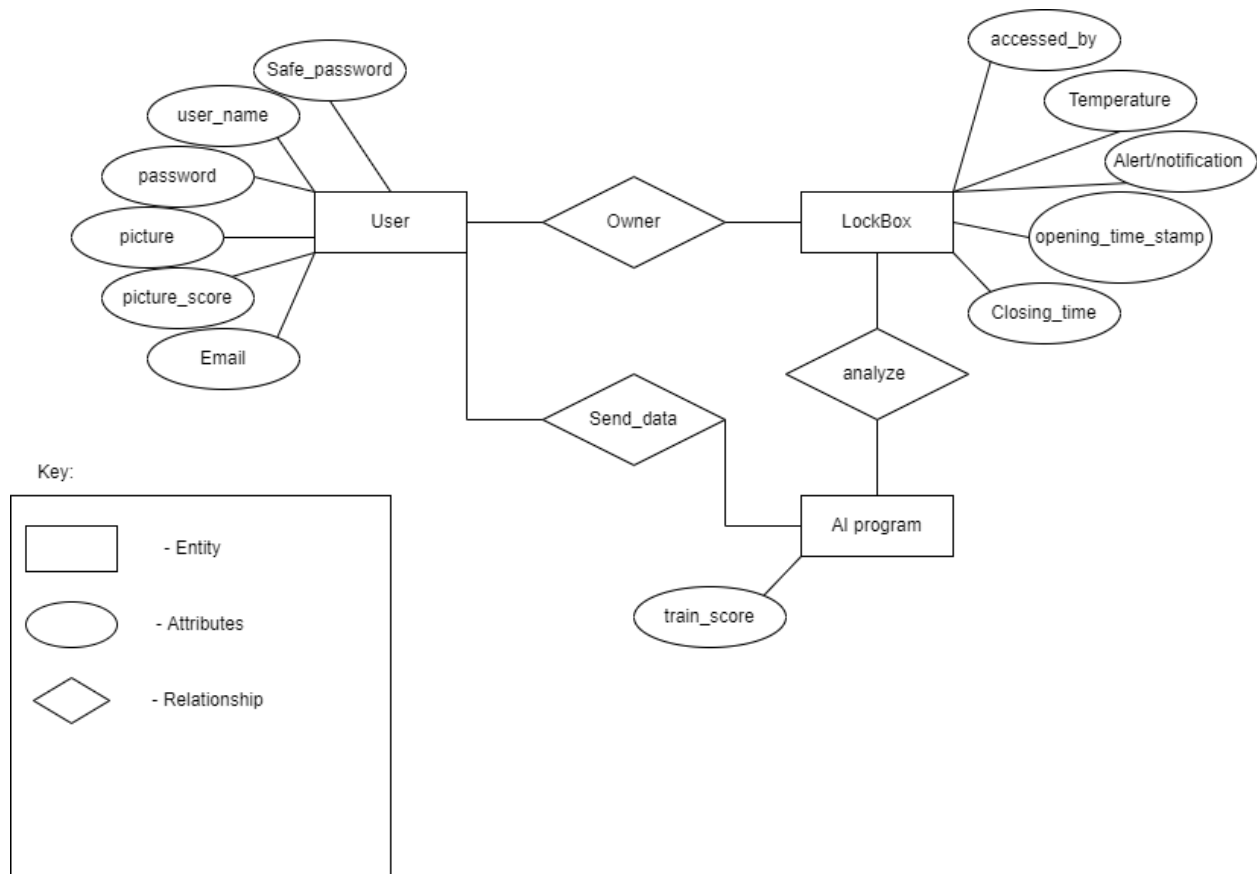 accessed_by
Safe_password
Temperature
user_name
Alert/notification
password
User
Owner
LockBox
picture
opening_time_stamp
picture_score
Closing_time
Email
analyze
Send_data
Key:
AI program
- Entity
train_score
- Attributes
- Relationship